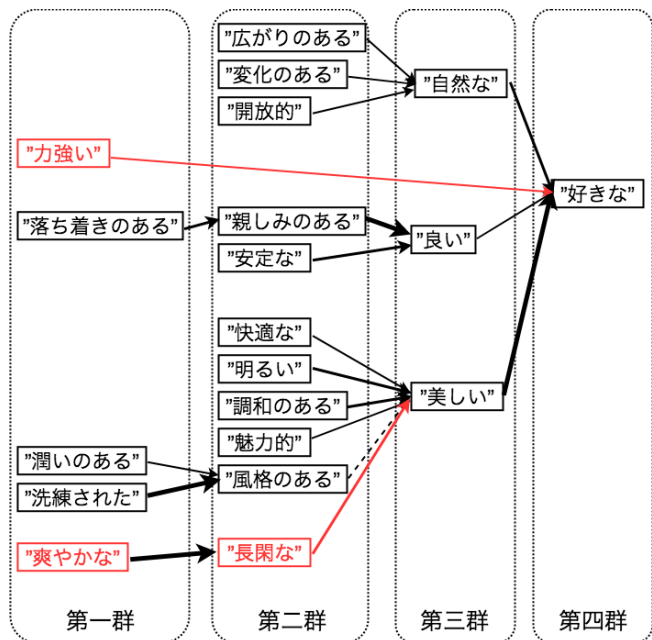 "力強い"
"落ち着きのある"
"潤いのある"
"洗練された"
"爽やかな"
第一群
"広がりのある"
"変化のある"
"開放的"
"親しみのある"
"安定な"
"快適な"
"明るい"
"調和のある"
"魅力的"
"風格のある"
"長閑な"
第二群
"自然な"
"良い"
"美しい"
第三群
"好きな"
第四群